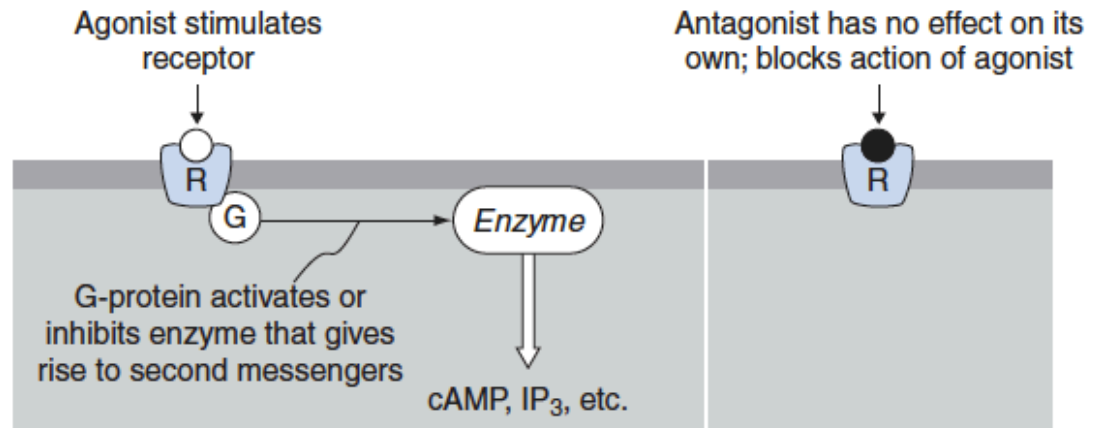 Agonist stimulates
receptor
Antagonist has no effect on its
own; blocks action of agonist
R
R
G
Enzyme
G-protein activates or
inhibits enzyme that gives
rise to second messengers
cAMP, IP₃, etc.